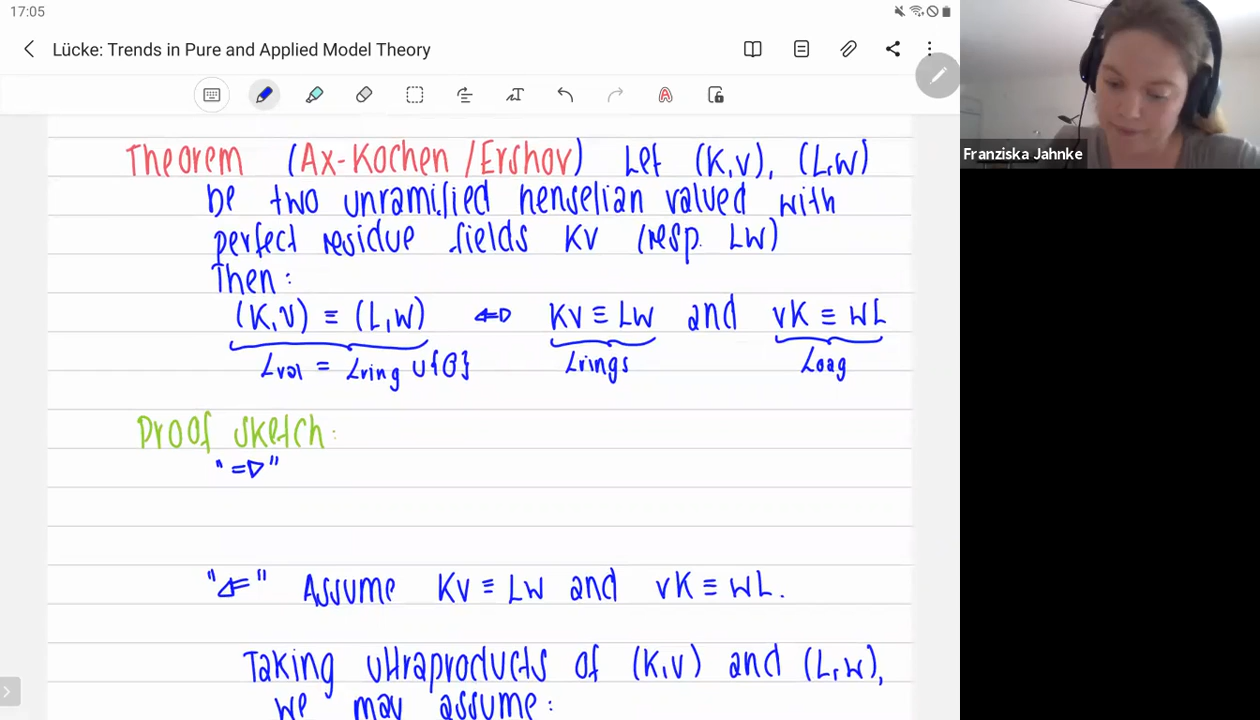 17:05
Lücke: Trends in Pure and Applied Model Theory
Franziska Jahnke
Theorem (Ax-Kochen / Ershov) Let (K,v), (L,w)
be two unramified henselian valued with
perfect residue fields Kv (resp. Lw)
Then:
(K,v) ≡ (L,w) ⇔ Kv ≡ Lw and vK ≡ wL
Lval = Lring ∪{O} Lrings Loag
Proof sketch:
"⇒"
"⇐" Assume Kv ≡ Lw and vK ≡ wL.
Taking ultraproducts of (K,v) and (L,w),
we may assume: